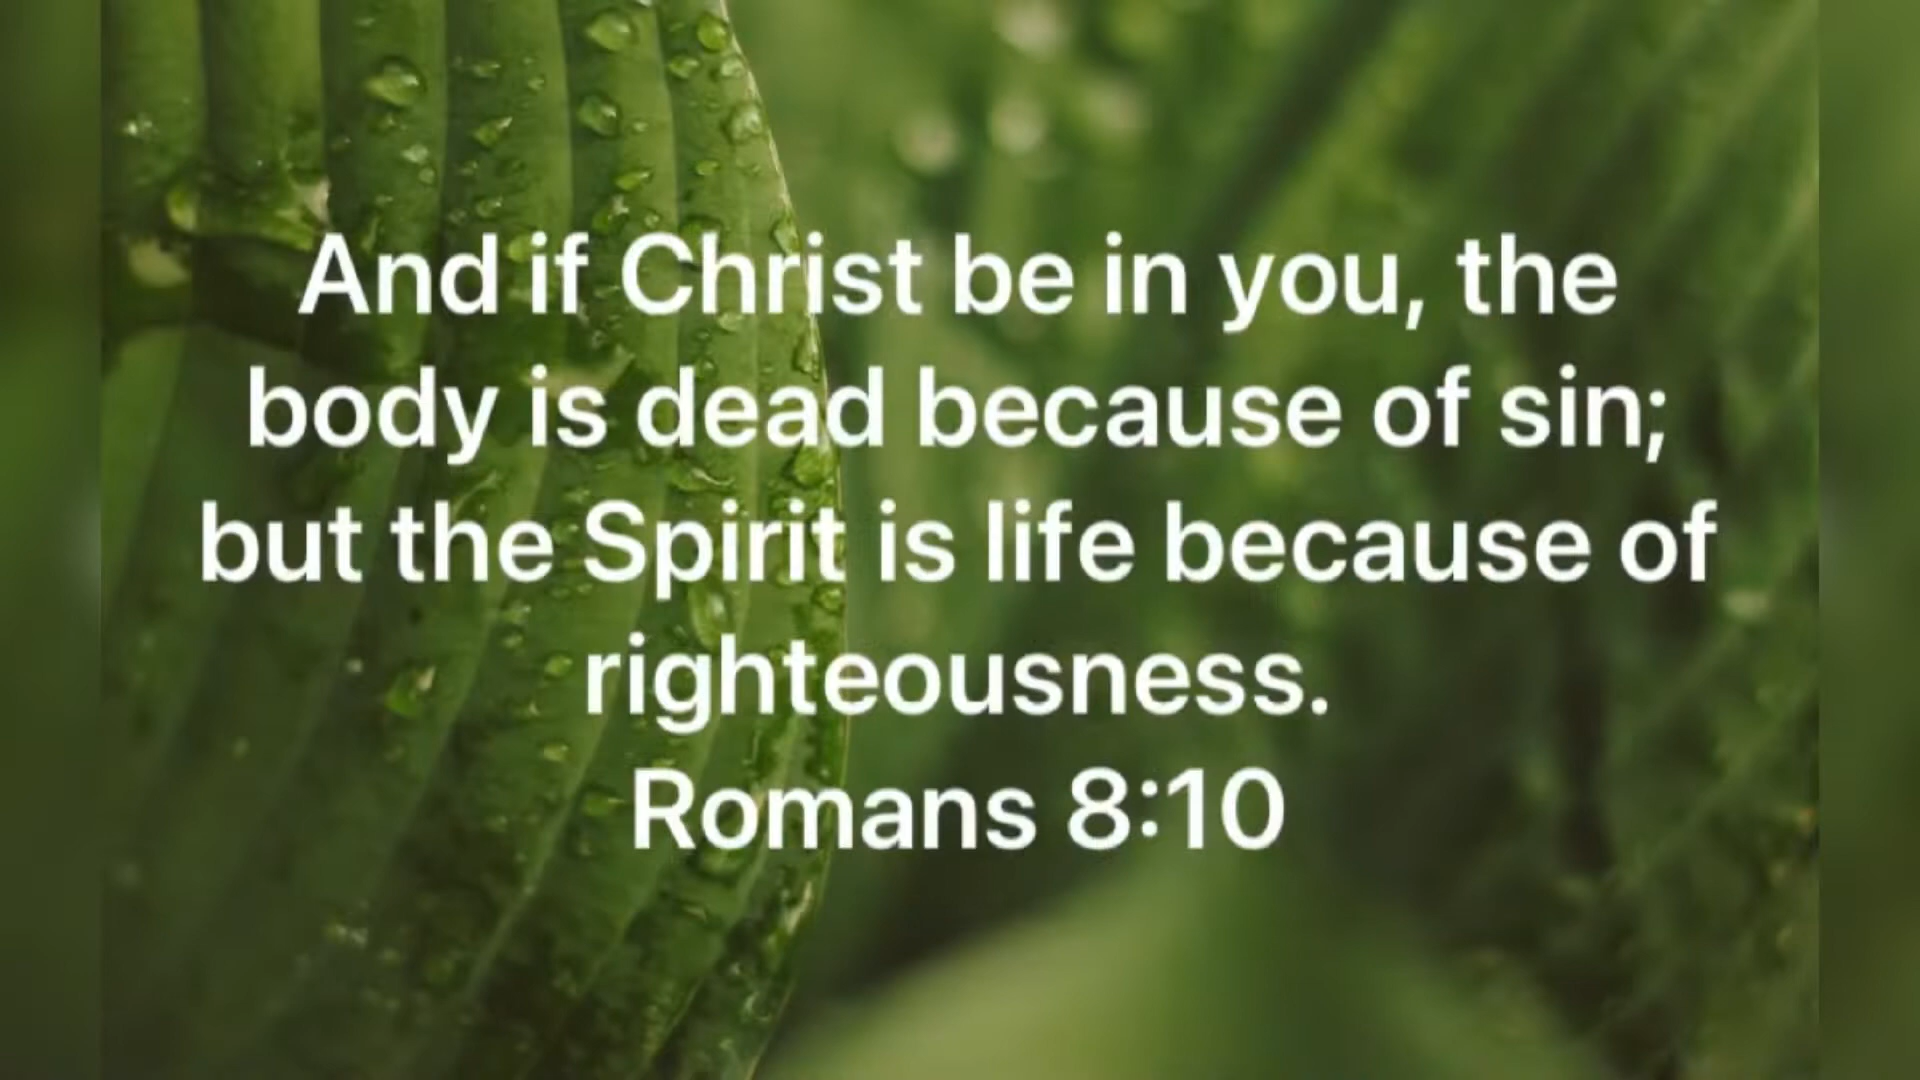 And if Christ be in you, the
body is dead because of sin;
but the Spirit is life because of
righteousness.
Romans 8:10